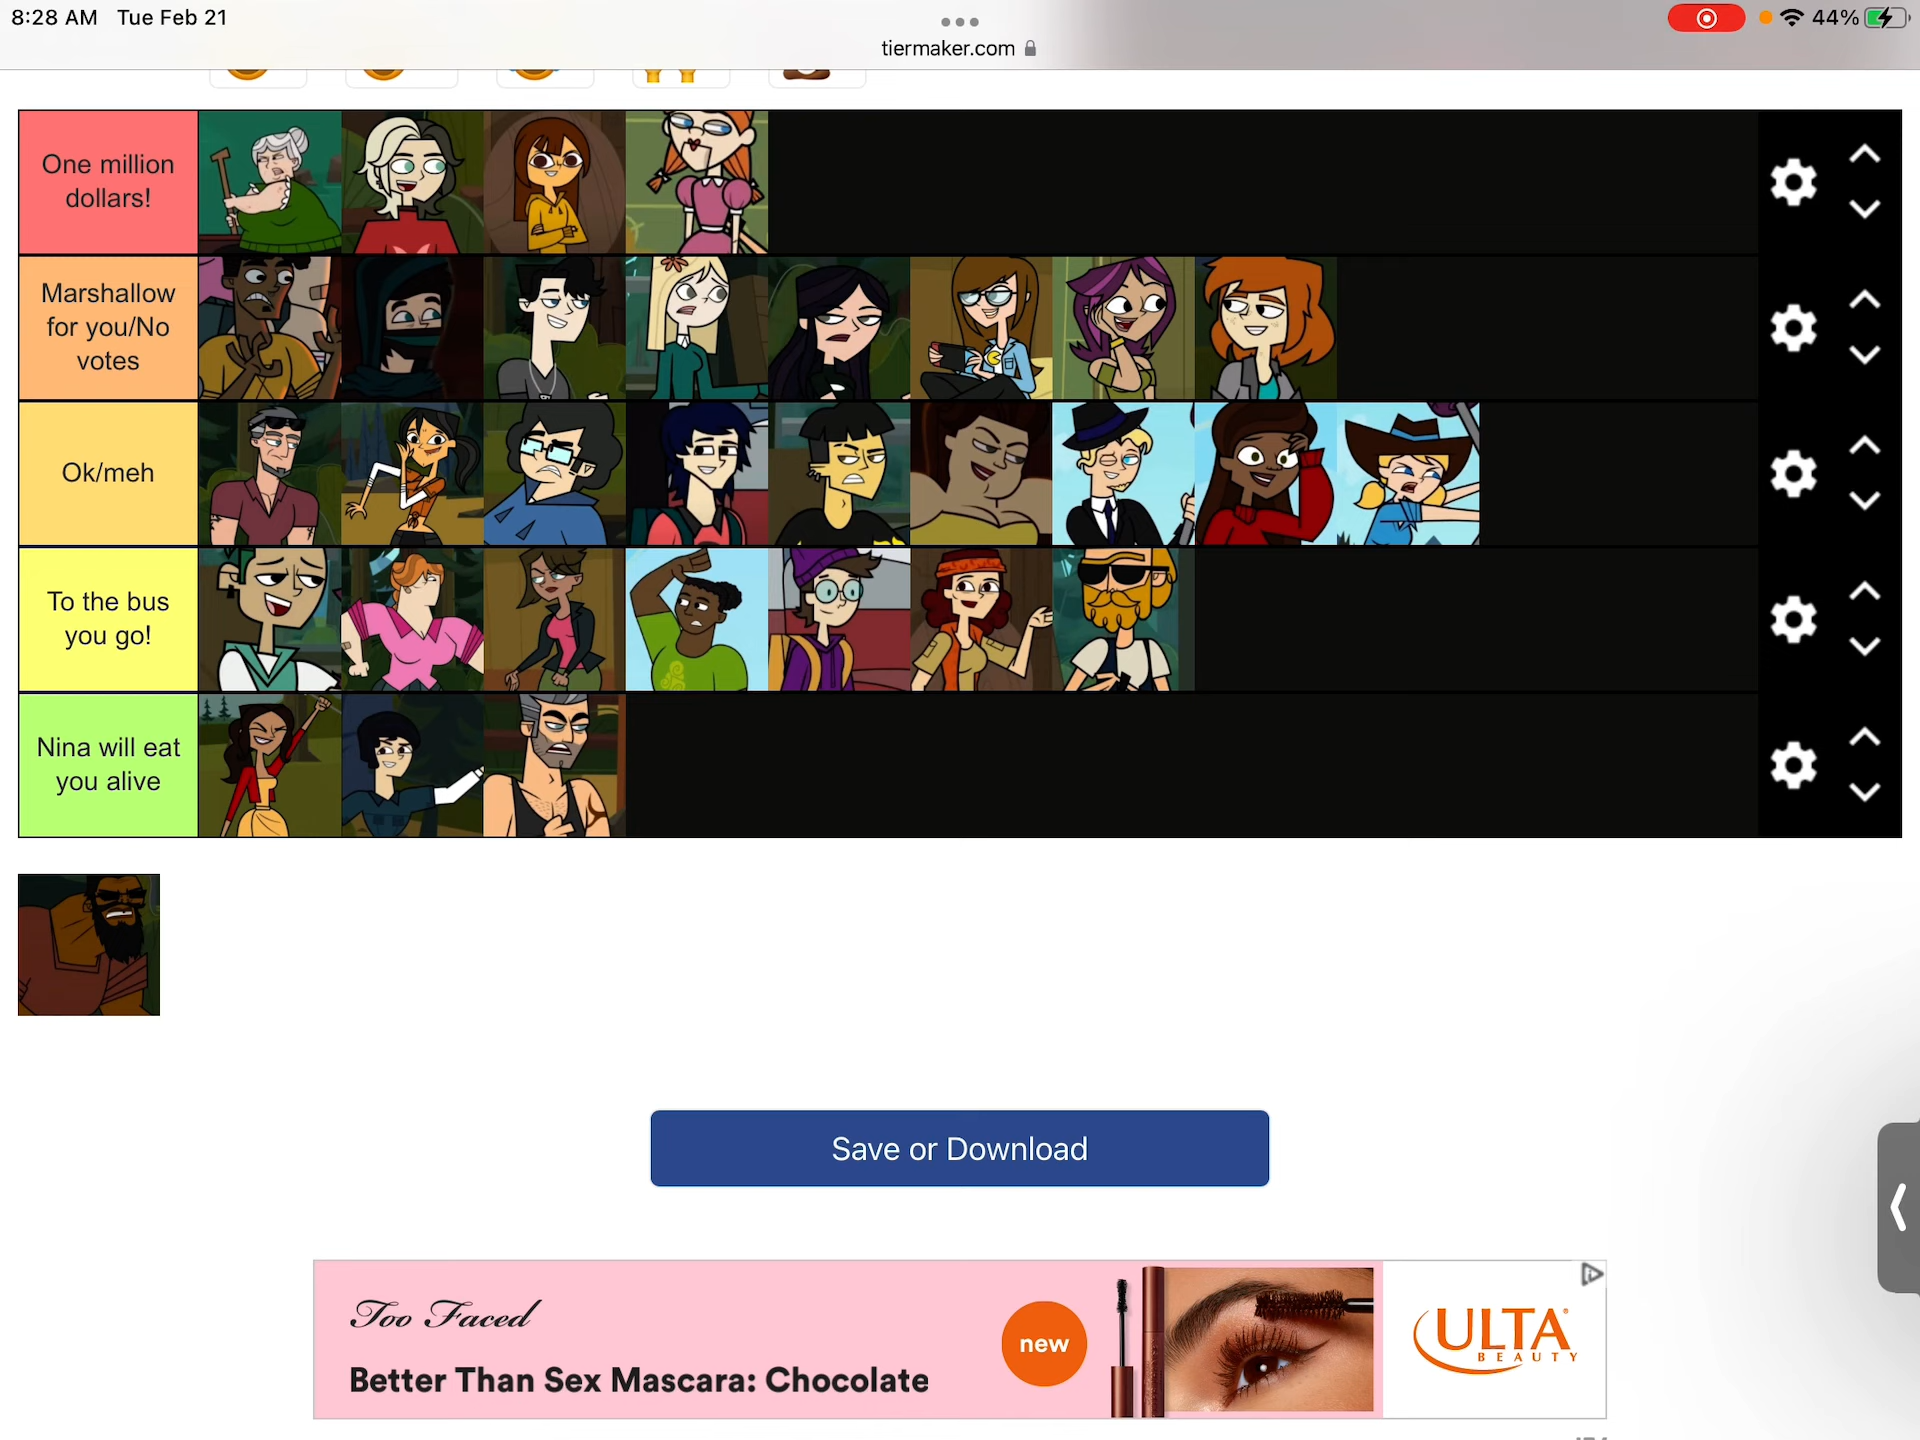 8:28 AM Tue Feb 21
44%
tiermaker.com
One million
dollars!
Marshallow
for you/No
votes
Ok/meh
To the bus
you go!
Nina will eat
you alive
Save or Download
Too Faced
Better Than Sex Mascara: Chocolate
new
ULTA
BEAUTY